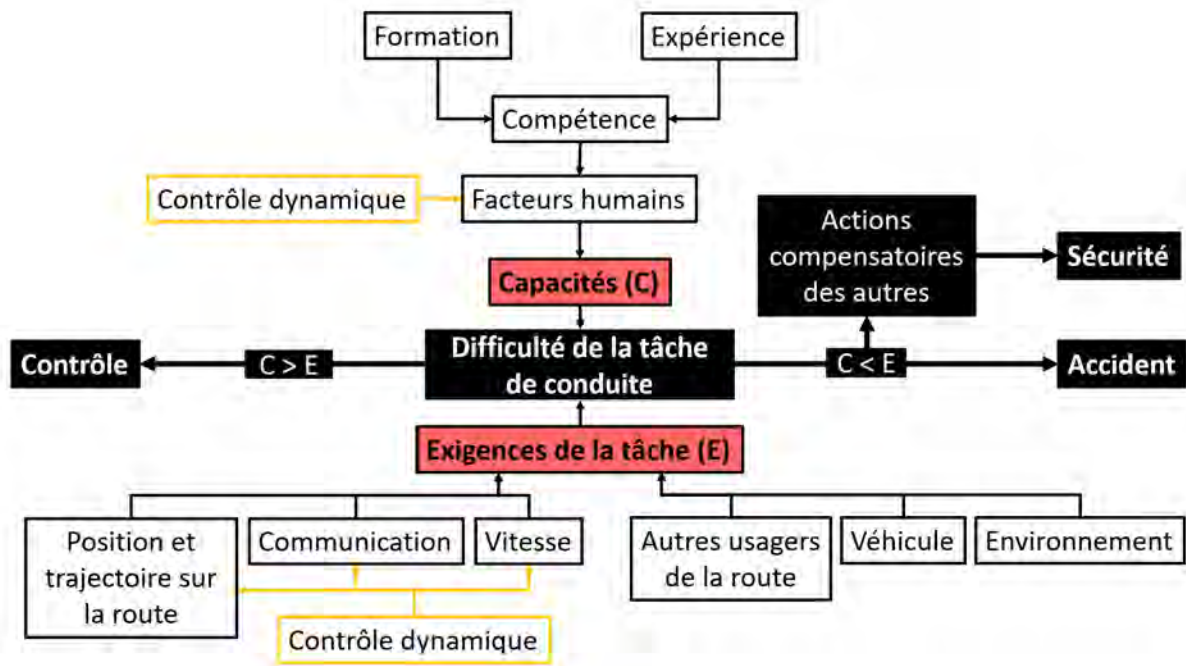 Formation
Expérience
Compétence
Contrôle dynamique
Facteurs humains
Actions
compensatoires
des autres
Sécurité
Capacités (C)
Contrôle
C > E
Difficulté de la tâche
de conduite
C < E
Accident
Exigences de la tâche (E)
Position et
trajectoire sur
la route
Communication
Vitesse
Autres usagers
de la route
Véhicule
Environnement
Contrôle dynamique